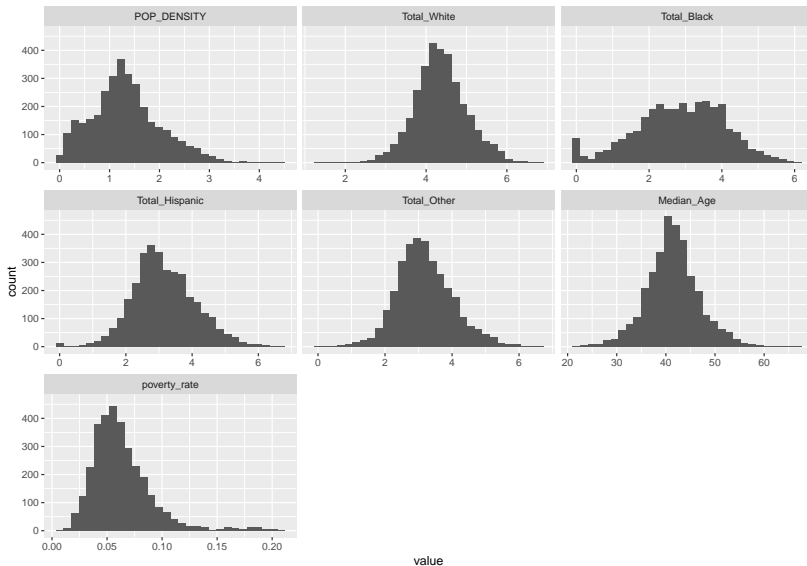 POP_DENSITY Total_White Total_Black
400
300
200
100
0
0 1 2 3 4 2 4 6 0 2 4 6
Total_Hispanic Total_Other Median_Age
400
300
200
100
0
0 2 4 6 0 2 4 6 20 30 40 50 60
count
poverty_rate
400
300
200
100
0
0.00 0.05 0.10 0.15 0.20
value